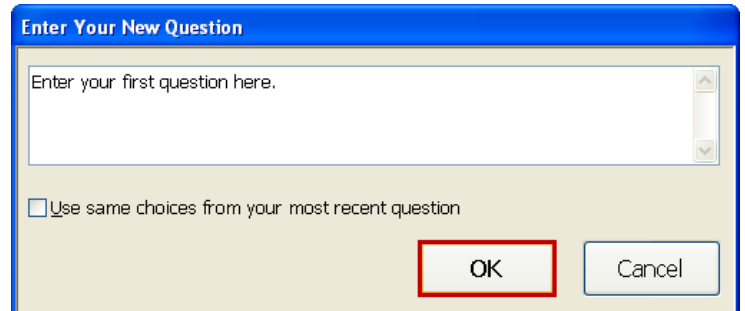 Enter Your New Question
Enter your first question here.
Use same choices from your most recent question
OK Cancel